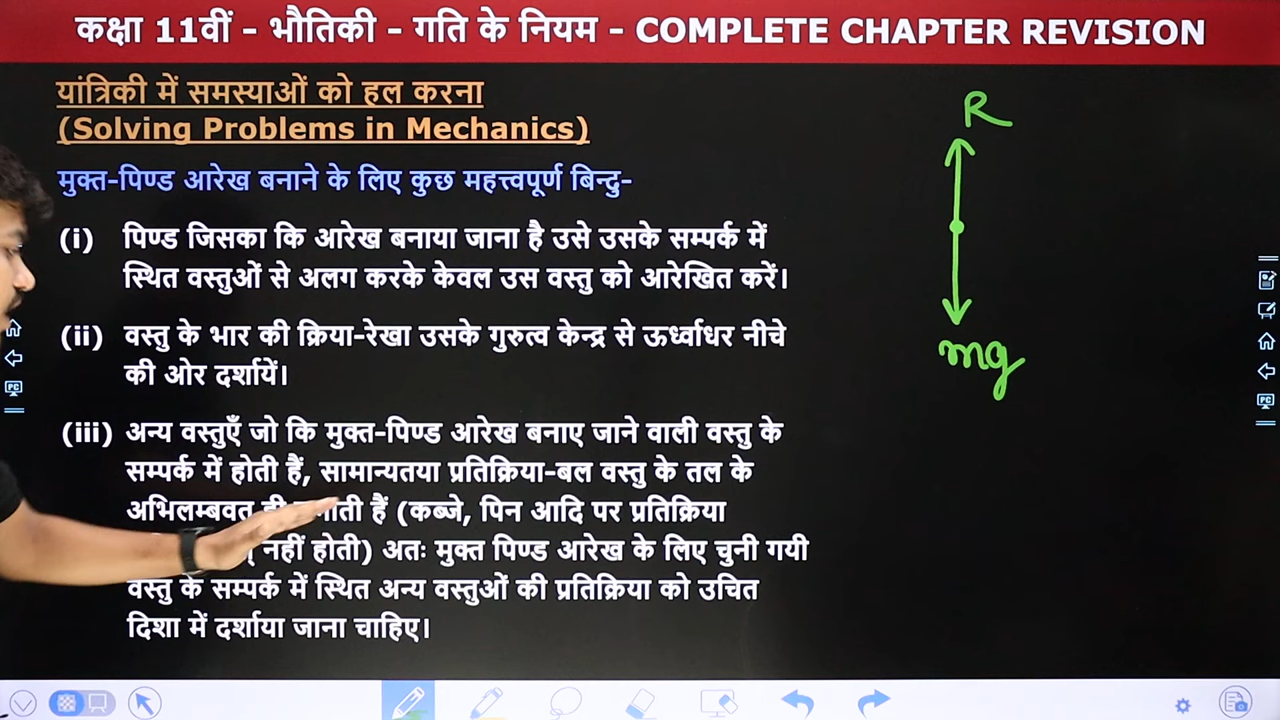 कक्षा 11वीं - भौतिकी - गति के नियम - COMPLETE CHAPTER REVISION
यांत्रिकी में समस्याओं को हल करना
(Solving Problems in Mechanics)
मुक्त-पिण्ड आरेख बनाने के लिए कुछ महत्त्वपूर्ण बिन्दु-
(i) पिण्ड जिसका कि आरेख बनाया जाना है उसे उसके सम्पर्क में
स्थित वस्तुओं से अलग करके केवल उस वस्तु को आरेखित करें।
(ii) वस्तु के भार की क्रिया-रेखा उसके गुरुत्व केन्द्र से ऊर्ध्वाधर नीचे
की ओर दर्शायें।
(iii) अन्य वस्तुएँ जो कि मुक्त-पिण्ड आरेख बनाए जाने वाली वस्तु के
सम्पर्क में होती हैं, सामान्यतया प्रतिक्रिया-बल वस्तु के तल के
अभिलम्बवत हैं (कब्जे, पिन आदि पर प्रतिक्रिया
नहीं होती) अतः मुक्त पिण्ड आरेख के लिए चुनी गयी
वस्तु के सम्पर्क में स्थित अन्य वस्तुओं की प्रतिक्रिया को उचित
दिशा में दर्शाया जाना चाहिए।
R
mg
PC
PC